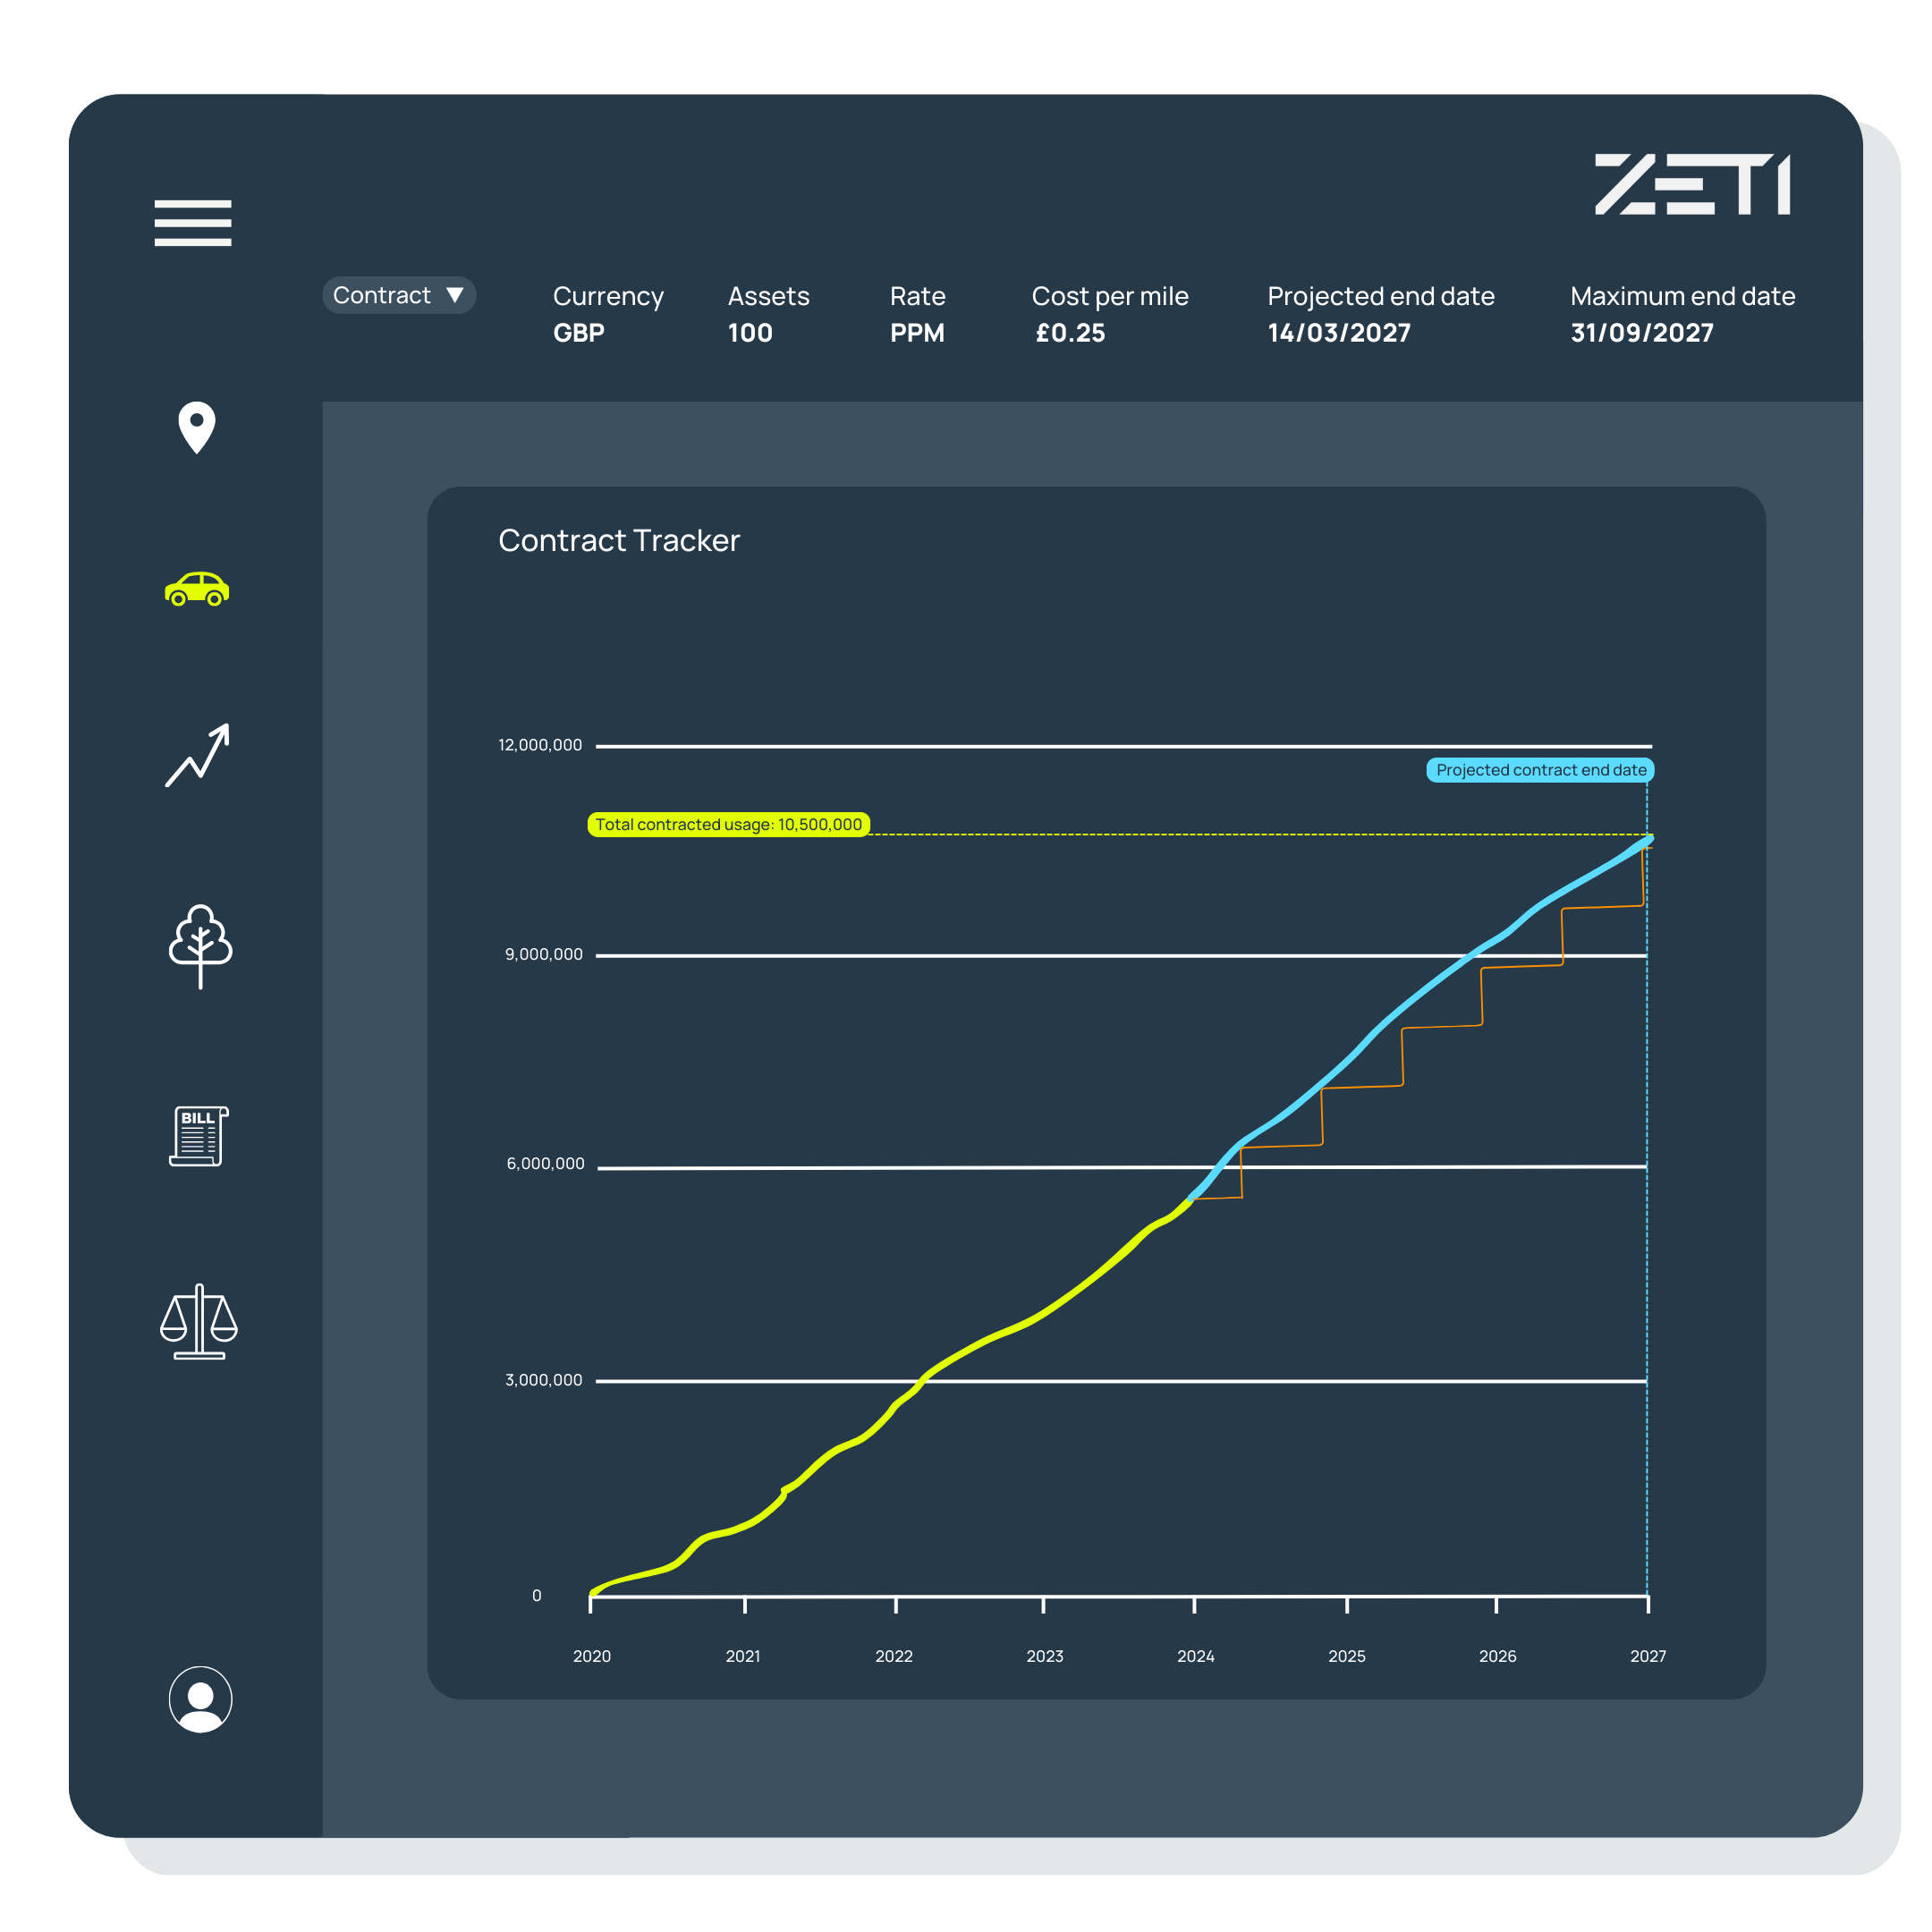 ZETI
Contract ▼
Currency
GBP
Assets
100
Rate
PPM
Cost per mile
£0.25
Projected end date
14/03/2027
Maximum end date
31/09/2027
Contract Tracker
12,000,000
Projected contract end date
Total contracted usage: 10,500,000
9,000,000
6,000,000
BILL
3,000,000
0
2020 2021 2022 2023 2024 2025 2026 2027